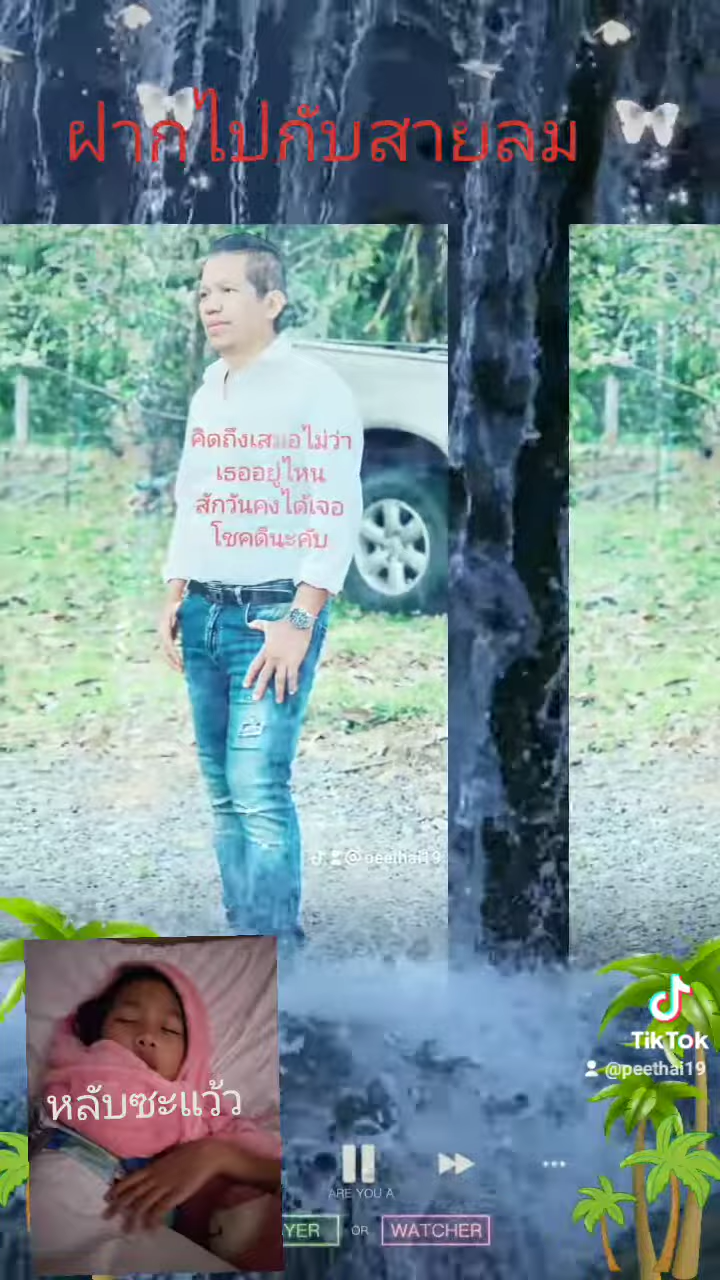 ฝากไปกับสายลม
คิดถึงเสมอไม่ว่า
เธออยู่ไหน
สักวันคงได้เจอ
โชคดีนะคับ
@peethai19
หลับซะแว้ว
TikTok
@peethai19
ARE YOU A
YER OR WATCHER